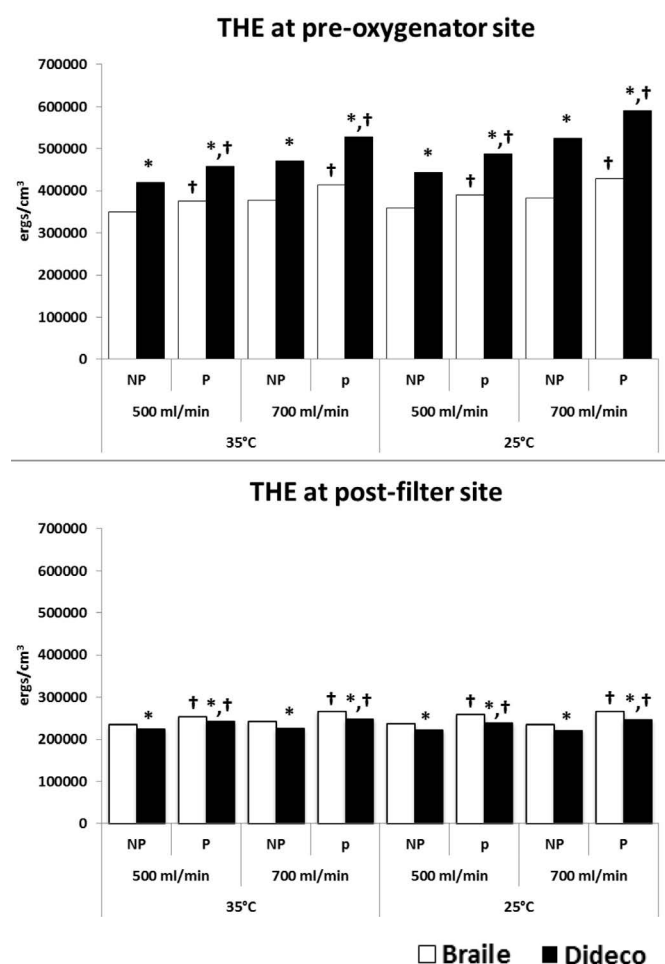 THE at pre-oxygenator site
700000
600000
500000
400000
300000
200000
100000
0
ergs/cm³
* † *,† * † *,† * † *,† * † *,†
NP P NP p NP p NP P
500 ml/min 700 ml/min 500 ml/min 700 ml/min
35°C 25°C
THE at post-filter site
700000
600000
500000
400000
300000
200000
100000
0
ergs/cm³
* † *,† * † *,† * † *,† * † *,†
NP P NP p NP p NP P
500 ml/min 700 ml/min 500 ml/min 700 ml/min
35°C 25°C
Braile Dideco